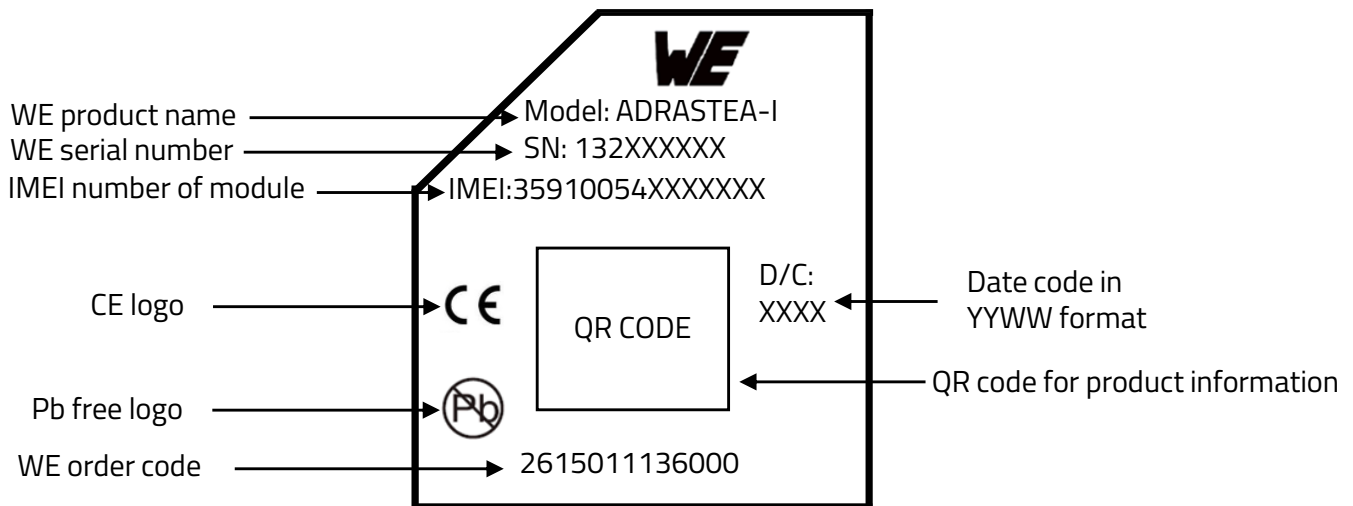 WE
WE product name
Model: ADRASTEA-I
WE serial number
SN: 132XXXXXX
IMEI number of module
IMEI:35910054XXXXXXX
CE logo
CE
QR CODE
D/C:
XXXX
Date code in
YYWW format
QR code for product information
Pb free logo
Pb
WE order code
2615011136000